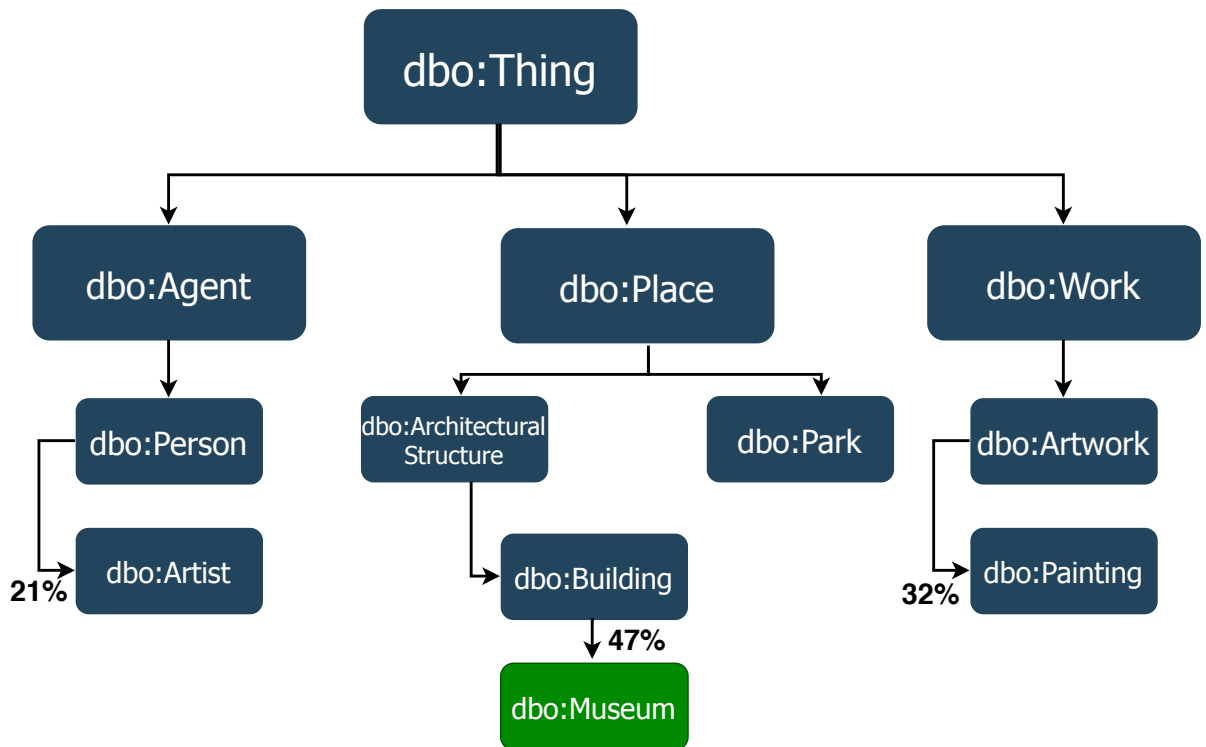 dbo:Thing
dbo:Agent
dbo:Place
dbo:Work
dbo:Person
dbo:Architectural
Structure
dbo:Park
dbo:Artwork
21%
dbo:Artist
dbo:Building
32%
dbo:Painting
47%
dbo:Museum